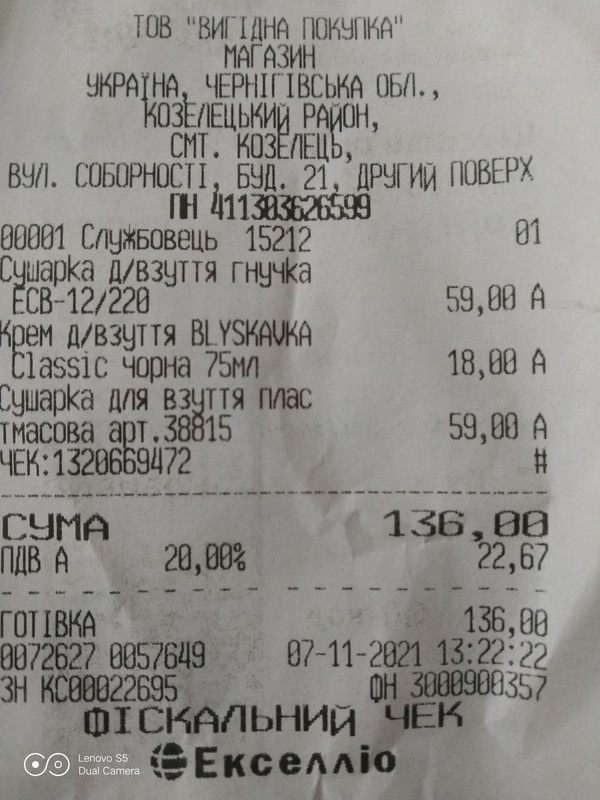 ТОВ "ВИГІДНА ПОКУПКА"
МАГАЗИН
УКРАЇНА, ЧЕРНІГІВСЬКА ОБЛ.,
КОЗЕЛЕЦЬКИЙ РАЙОН,
СМТ. КОЗЕЛЕЦЬ,
ВУЛ. СОБОРНОСТІ, БУД. 21, ДРУГИЙ ПОВЕРХ
ПН 411303626599
00001 Службовець 15212 01
Сушарка д/взуття гнучка
ЕСВ-12/220 59,00 А
Крем д/взуття BLYSKAVKA
Classic чорна 75мл 18,00 А
Сушарка для взуття плас
тмасова арт.38815 59,00 А
ЧЕК:1320669472 #
СУМА 136,00
ПДВ А 20,00% 22,67
ГОТІВКА 136,00
0072627 0057649 07-11-2021 13:22:22
ЗН КС00022695 ФН 3000900357
ФІСКАЛЬНИЙ ЧЕК
Екселліо
Lenovo S5
Dual Camera